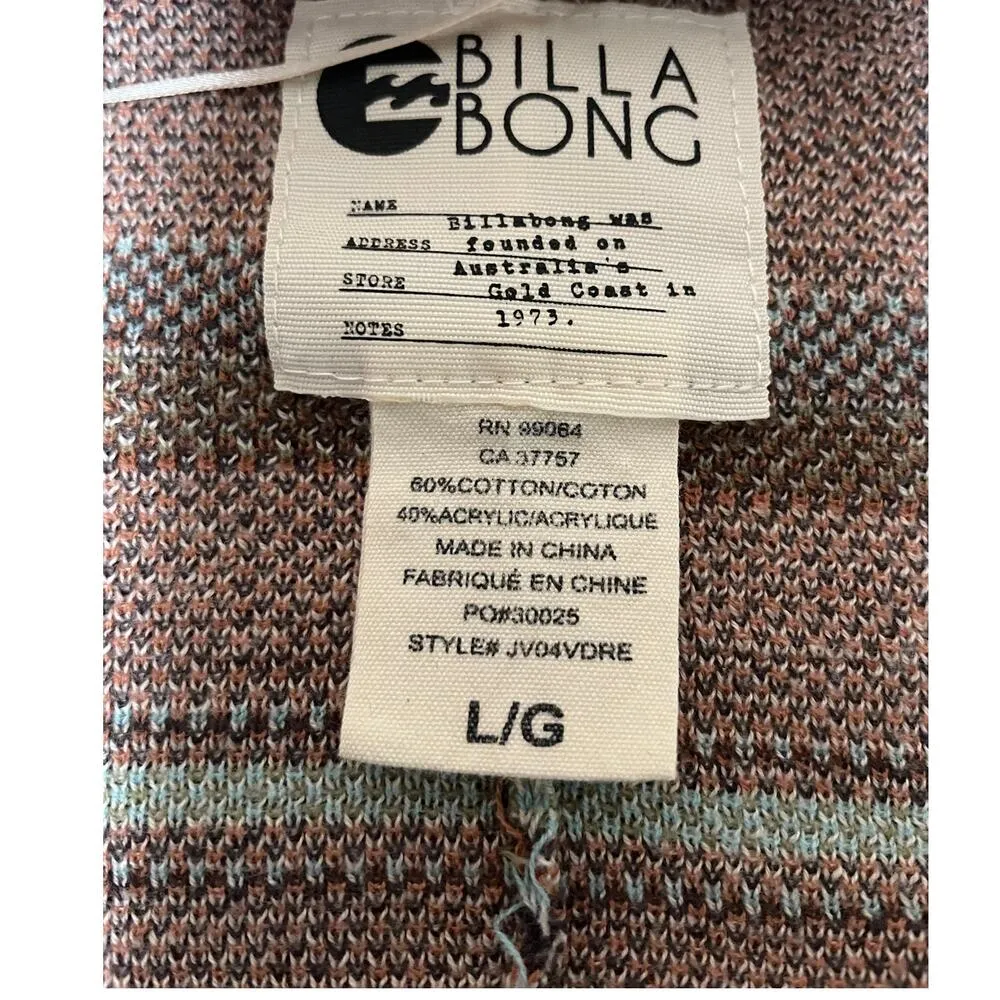 BILLA
BONG
NAME
Billabong was
ADDRESS founded on
Australia's
STORE Gold Coast in
1973.
NOTES
RN 99064
CA 37757
60%COTTON/COTON
40%ACRYLIC/ACRYLIQUE
MADE IN CHINA
FABRIQUÉ EN CHINE
PO#30025
STYLE# JV04VDRE
L/G